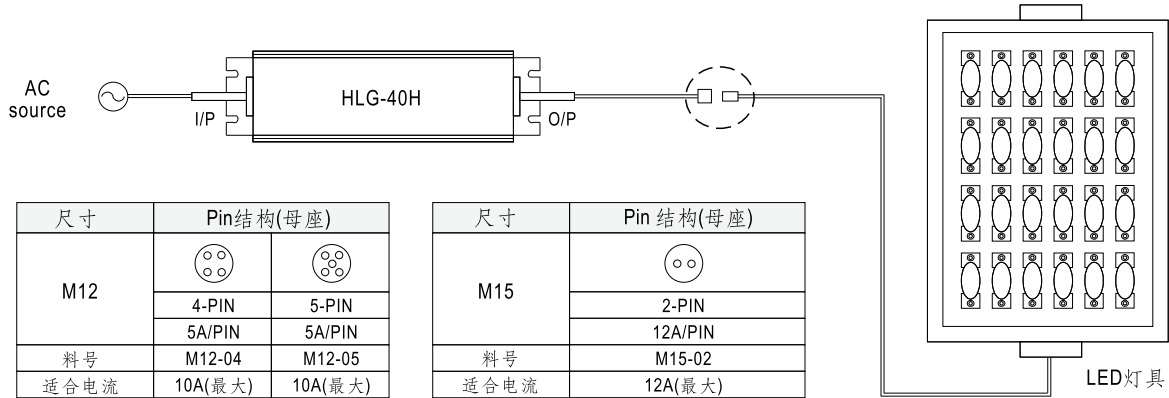 AC
source
I/P
HLG-40H
O/P
尺寸 Pin结构(母座)
M12
4-PIN 5-PIN
5A/PIN 5A/PIN
料号 M12-04 M12-05
适合电流 10A(最大) 10A(最大)
尺寸 Pin 结构(母座)
M15
2-PIN
12A/PIN
料号 M15-02
适合电流 12A(最大)
LED灯具